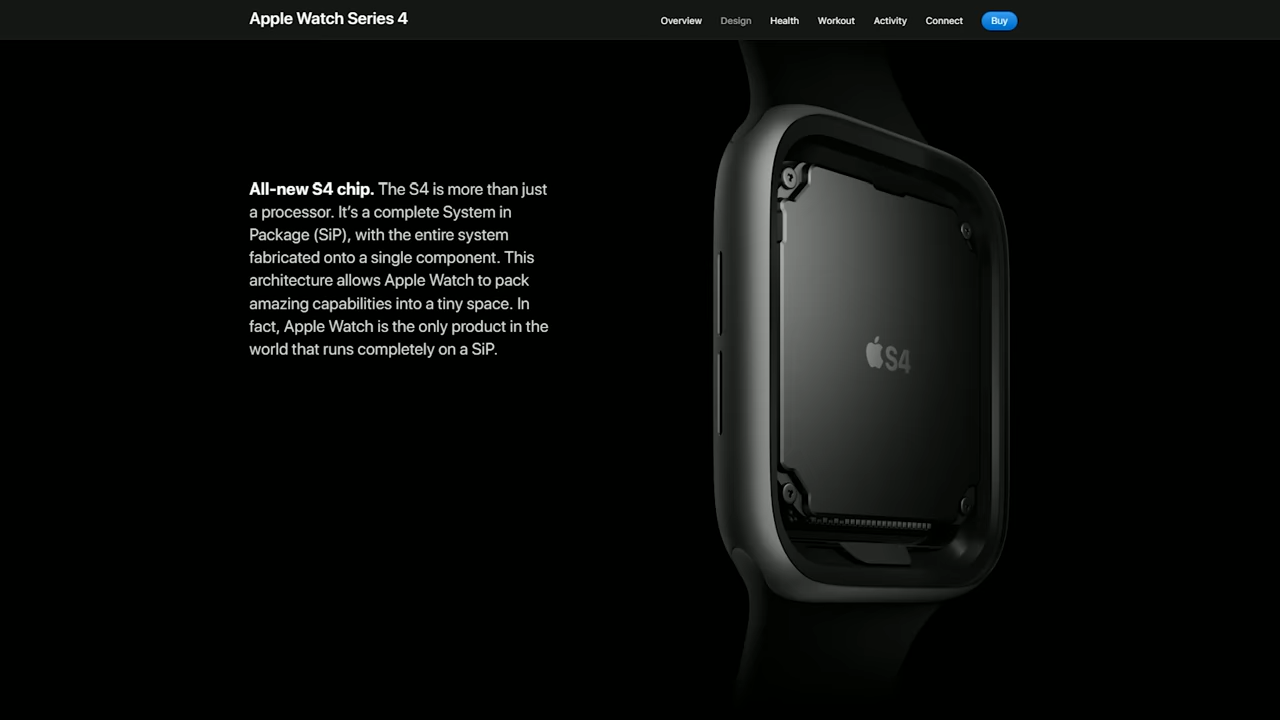 Apple Watch Series 4
Overview
Design
Health
Workout
Activity
Connect
Buy
All-new S4 chip. The S4 is more than just
a processor. It’s a complete System in
Package (SiP), with the entire system
fabricated onto a single component. This
architecture allows Apple Watch to pack
amazing capabilities into a tiny space. In
fact, Apple Watch is the only product in the
world that runs completely on a SiP.
S4